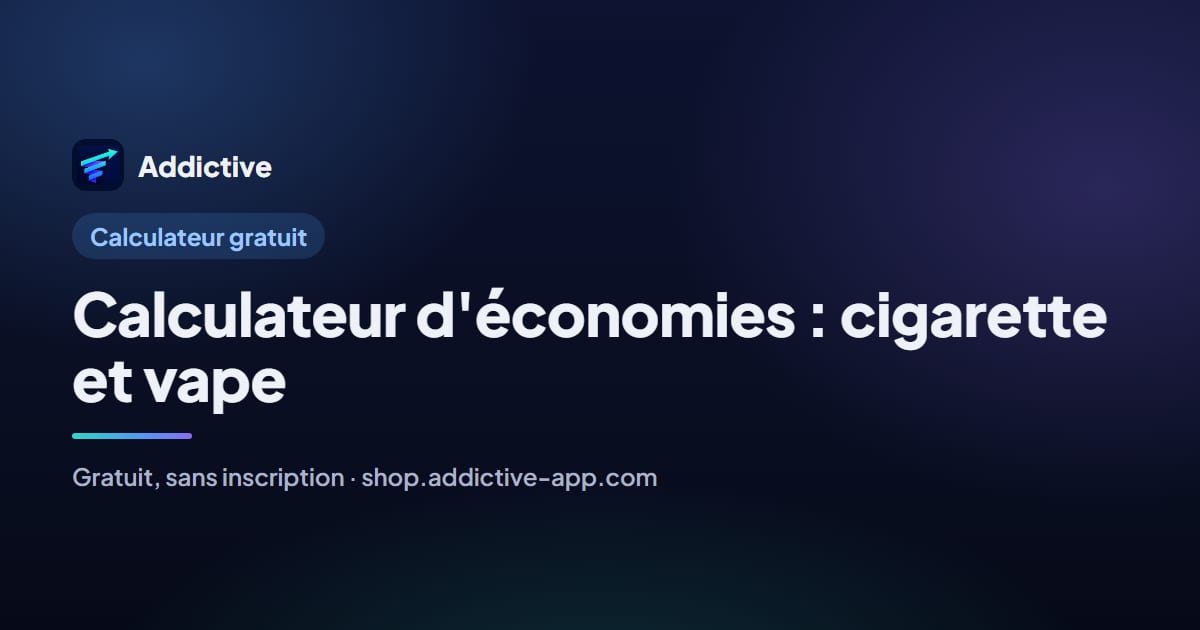 Addictive
Calculateur gratuit
Calculateur d'économies : cigarette
et vape
Gratuit, sans inscription · shop.addictive-app.com